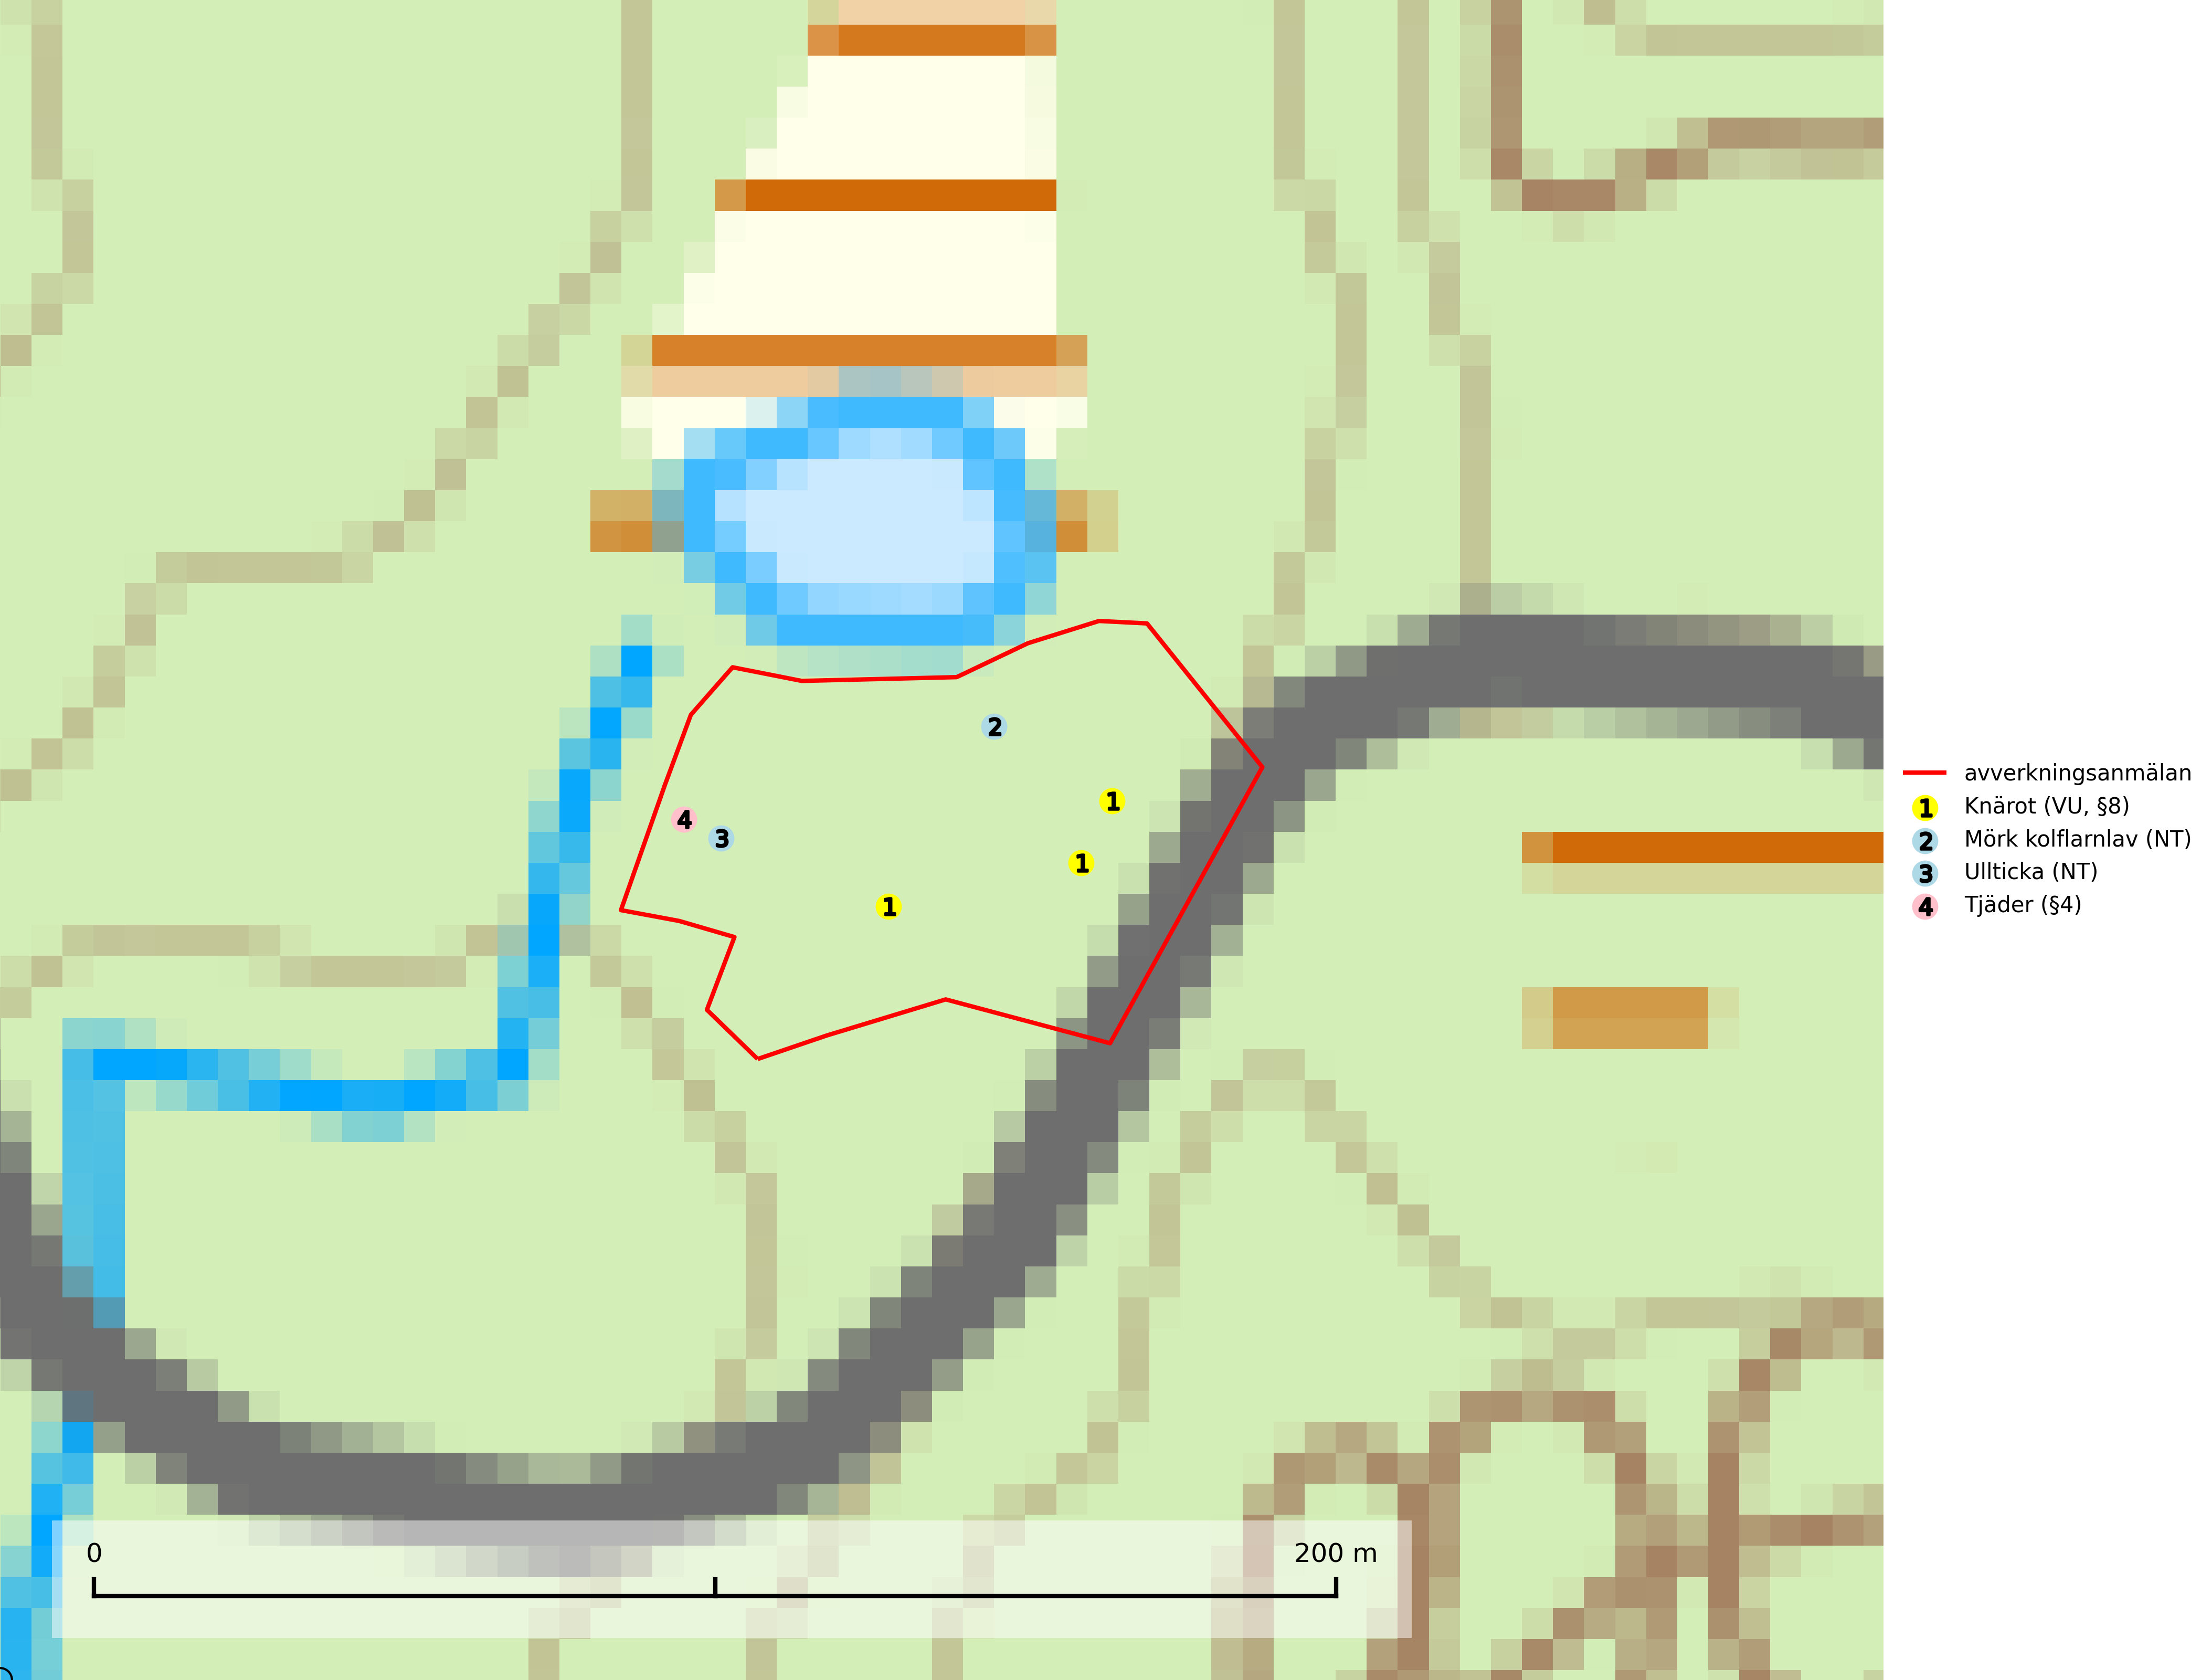 2
1
4
3
1
1
avverkningsanmälan
1 Knärot (VU, §8)
2 Mörk kolflarnlav (NT)
3 Ullticka (NT)
4 Tjäder (§4)
0 200 m